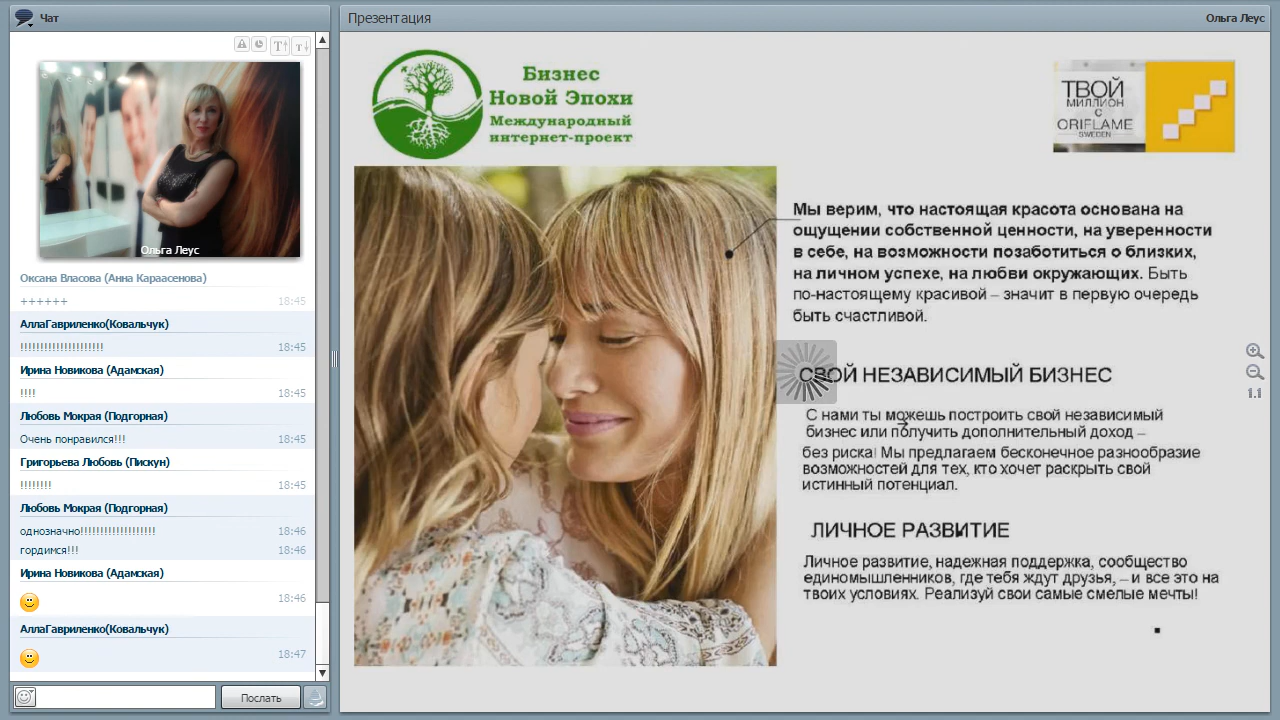 Чат
Ольга Леус
Оксана Власова (Анна Караасенова)
++++++ 18:45
АллаГавриленко(Ковальчук)
!!!!!!!!!!!!!!!!!!!!! 18:45
Ирина Новикова (Адамская)
!!!! 18:45
Любовь Мокрая (Подгорная)
Очень понравился!!! 18:45
Григорьева Любовь (Пискун)
!!!!!!!! 18:45
Любовь Мокрая (Подгорная)
однозначно!!!!!!!!!!!!!!!!!!! 18:46
гордимся!!! 18:46
Ирина Новикова (Адамская)
18:46
АллаГавриленко(Ковальчук)
18:47
Послать
Презентация
Ольга Леус
Бизнес
Новой Эпохи
Международный
интернет-проект
ТВОЙ
МИЛЛИОН
С
ORIFLAME
SWEDEN
Мы верим, что настоящая красота основана на
ощущении собственной ценности, на уверенности
в себе, на возможности позаботиться о близких,
на личном успехе, на любви окружающих. Быть
по-настоящему красивой – значит в первую очередь
быть счастливой.
СВОЙ НЕЗАВИСИМЫЙ БИЗНЕС
С нами ты можешь построить свой независимый
бизнес или получить дополнительный доход –
без риска! Мы предлагаем бесконечное разнообразие
возможностей для тех, кто хочет раскрыть свой
истинный потенциал.
ЛИЧНОЕ РАЗВИТИЕ
Личное развитие, надежная поддержка, сообщество
единомышленников, где тебя ждут друзья, – и все это на
твоих условиях. Реализуй свои самые смелые мечты!
1:1